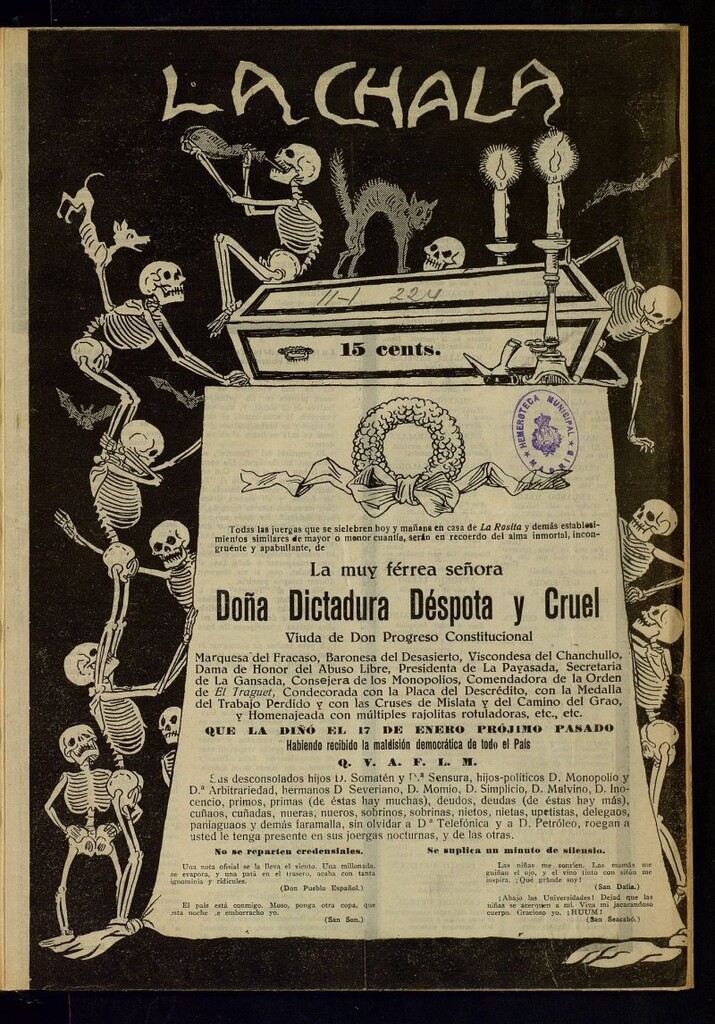 LA CHALA
11-1 224
15 cents.
HEMEROTECA MUNICIPAL
MADRID
Todas las juergas que se sielebren hoy y mañana en casa de La Rosita y demás establesi-
mientos similares de mayor o menor cuantía, serán en recoerdo del alma inmortal, incon-
gruente y apabullante, de
La muy férrea señora
Doña Dictadura Déspota y Cruel
Viuda de Don Progreso Constitucional
Marquesa del Fracaso, Baronesa del Desasierto, Viscondesa del Chanchullo,
Dama de Honor del Abuso Libre, Presidenta de La Payasada, Secretaria
de La Gansada, Consejera de los Monopolios, Comendadora de la Orden
de El Traguet, Condecorada con la Placa del Descrédito, con la Medalla
del Trabajo Perdido y con las Cruses de Mislata y del Camino del Grao,
y Homenajeada con múltiples rajolitas rotuladoras, etc., etc.
QUE LA DIÑÓ EL 17 DE ENERO PRÓJIMO PASADO
Habiendo recibido la maldisión democrática de todo el País
Q. V. A. F. L. M.
Sus desconsolados hijos D. Somatén y D.ª Sensura, hijos-políticos D. Monopolio y
D.ª Arbitrariedad, hermanos D Severiano, D. Momio, D. Simplicio, D. Malvino, D. Ino-
cencio, primos, primas (de éstas hay muchas), deudos, deudas (de éstas hay más),
cuñaos, cuñadas, nueras, nueros, sobrinos, sobrinas, nietos, nietas, upetistas, delegaos,
paniaguaos y demás faramalla, sin olvidar a Dª Telefónica y a D. Petróleo, roegan a
usted le tenga presente en sus joergas nocturnas, y de las otras.
No se reparten credensiales.
Se suplica un minuto de silensio.
Una nota ofisial se la lleva el viento. Una millonada,
se evapora, y una patá en el trasero, acaba con tanta
ignominia y ridícules.
(Don Pueblo Español.)
El país está conmigo. Moso, ponga otra copa, que
esta noche me emborracho yo.
(San Son.)
Las niñas me sonríen. Las mamás me
guiñan el ojo, y el vino tinto con sifón me
inspira. ¡Qué grande soy!
(San Dalia.)
¡Abajo las Universidades! Dejad que las
niñas se acerquen a mí. Viva mi jacarandoso
cuerpo. Gracioso yo. ¡HUUM!
(San Seacabó.)